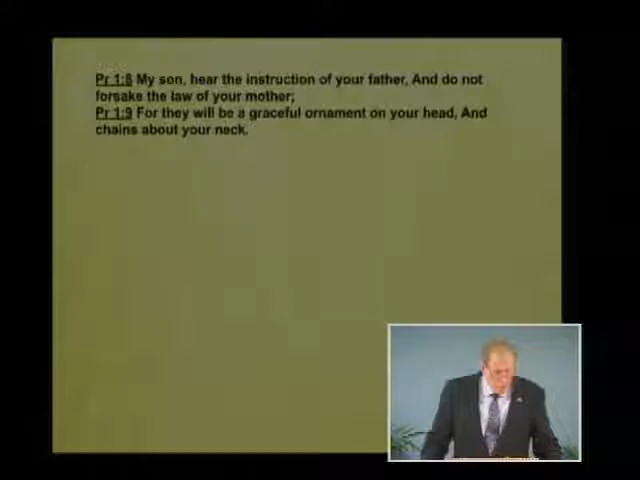 Pr 1:8 My son, hear the instruction of your father, And do not
forsake the law of your mother;
Pr 1:9 For they will be a graceful ornament on your head, And
chains about your neck.